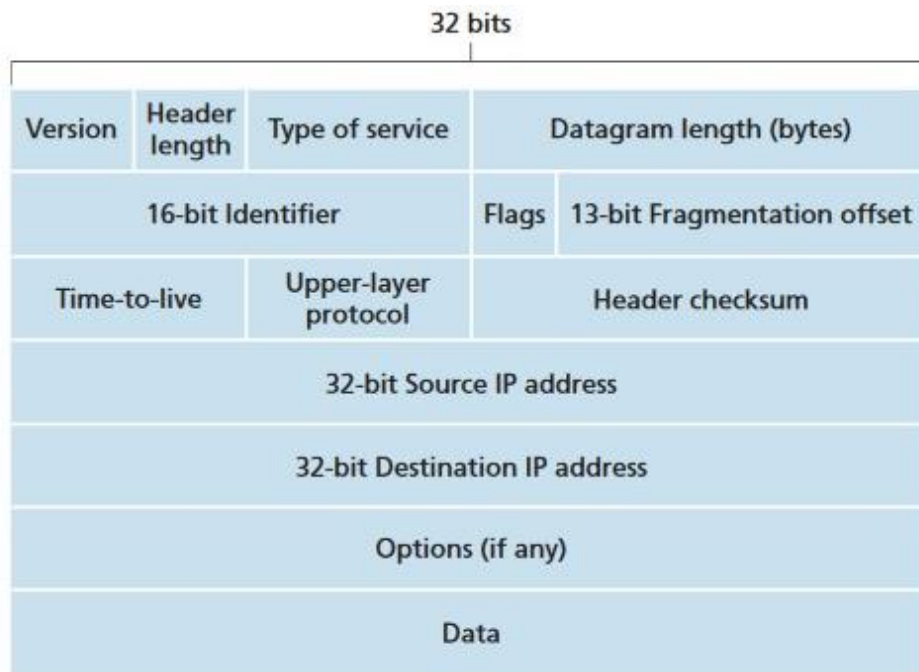 32 bits
Version
Header
length
Type of service
Datagram length (bytes)
16-bit Identifier
Flags
13-bit Fragmentation offset
Time-to-live
Upper-layer
protocol
Header checksum
32-bit Source IP address
32-bit Destination IP address
Options (if any)
Data